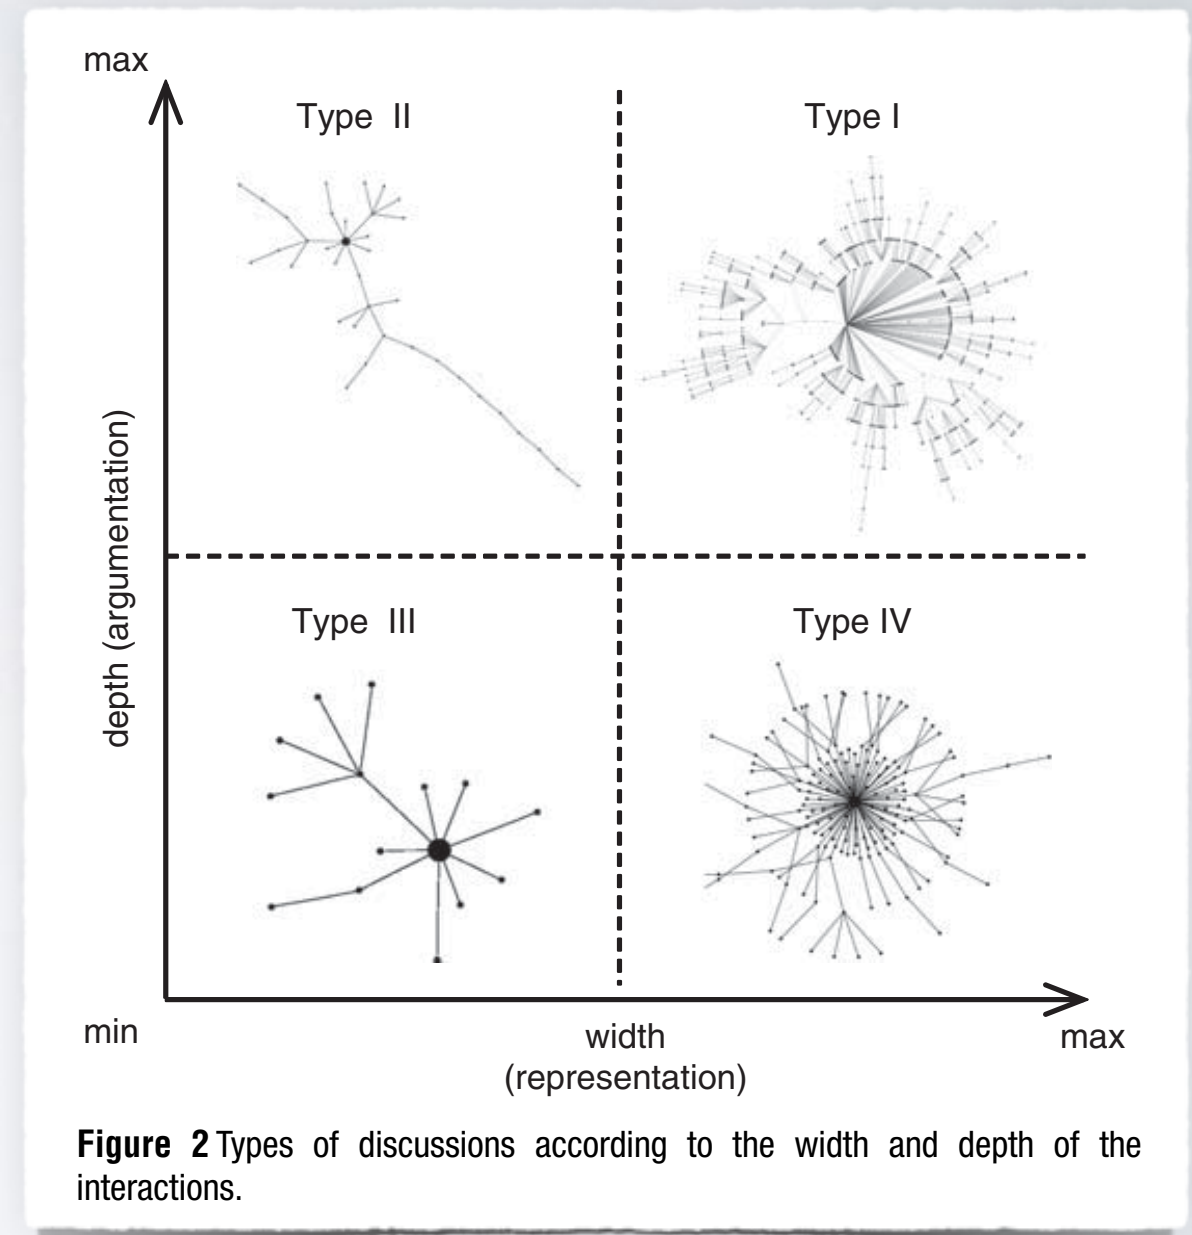 max
Type  II
Type I
depth (argumentation)
Type  III
Type IV
min
width
max
(representation)
Figure 2 Types of discussions according to the width and depth of the
interactions.